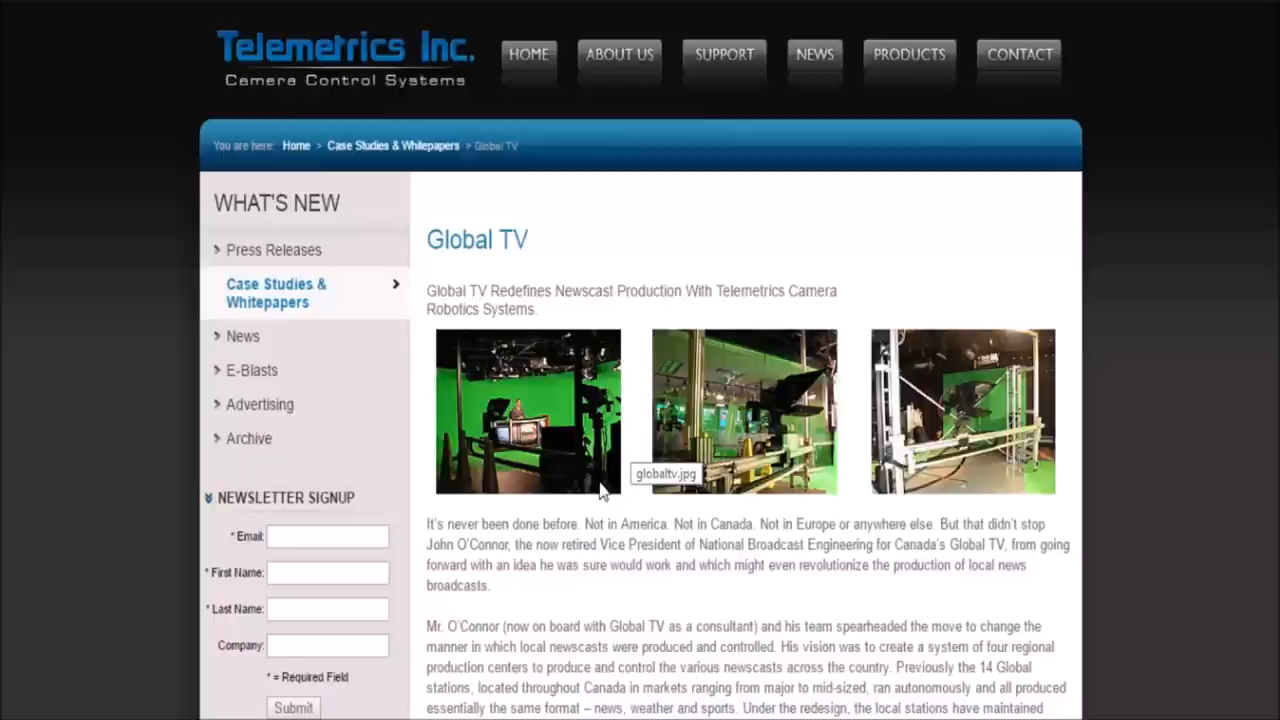 Telemetrics Inc.
Camera Control Systems
HOME
ABOUT US
SUPPORT
NEWS
PRODUCTS
CONTACT
You are here: Home > Case Studies & Whitepapers > Global TV
WHAT'S NEW
Press Releases
Case Studies &
Whitepapers
News
E-Blasts
Advertising
Archive
NEWSLETTER SIGNUP
* Email:
* First Name:
* Last Name:
Company:
* = Required Field
Submit
Global TV
Global TV Redefines Newscast Production With Telemetrics Camera
Robotics Systems.
globaltv.jpg
It's never been done before. Not in America. Not in Canada. Not in Europe or anywhere else. But that didn't stop
John O'Connor, the now retired Vice President of National Broadcast Engineering for Canada's Global TV, from going
forward with an idea he was sure would work and which might even revolutionize the production of local news
broadcasts.
Mr. O'Connor (now on board with Global TV as a consultant) and his team spearheaded the move to change the
manner in which local newscasts were produced and controlled. His vision was to create a system of four regional
production centers to produce and control the various newscasts across the country. Previously the 14 Global
stations, located throughout Canada in markets ranging from major to mid-sized, ran autonomously and all produced
essentially the same format – news, weather and sports. Under the redesign, the local stations have maintained